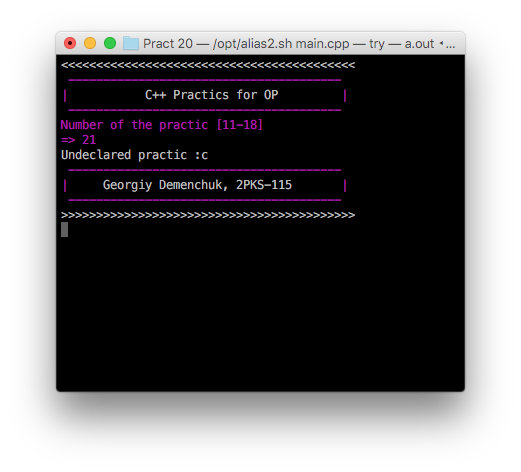 Pract 20 — /opt/alias2.sh main.cpp — try — a.out ◂...
<<<<<<<<<<<<<<<<<<<<<<<<<<<<<<<<<<<<<<<<<<
---------------------------------------
| C++ Practics for OP |
---------------------------------------
Number of the practic [11-18]
=> 21
Undeclared practic :c
---------------------------------------
| Georgiy Demenchuk, 2PKS-115 |
---------------------------------------
>>>>>>>>>>>>>>>>>>>>>>>>>>>>>>>>>>>>>>>>>>